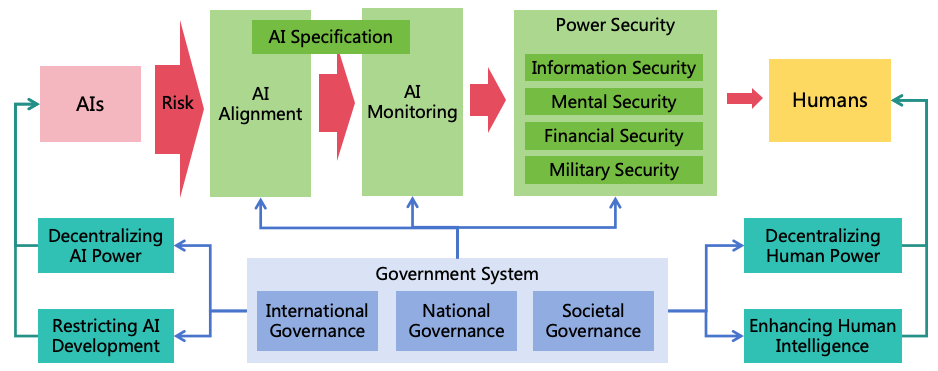 AI Specification
Power Security
AIs
Risk
AI
Alignment
AI
Monitoring
Information Security
Mental Security
Financial Security
Military Security
Humans
Decentralizing
AI Power
Restricting AI
Development
Government System
International
Governance
National
Governance
Societal
Governance
Decentralizing
Human Power
Enhancing Human
Intelligence